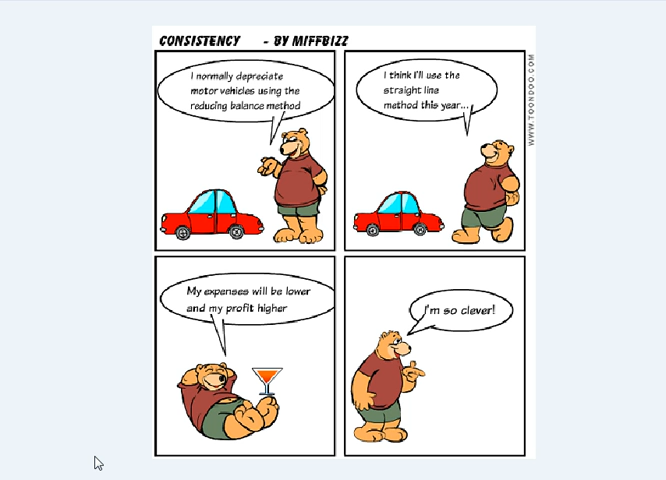 CONSISTENCY - BY MIFFBIZZ
I normally depreciate
motor vehicles using the
reducing balance method
I think I'll use the
straight line
method this year...
WWW.TOONDOO.COM
My expenses will be lower
and my profit higher
I'm so clever!